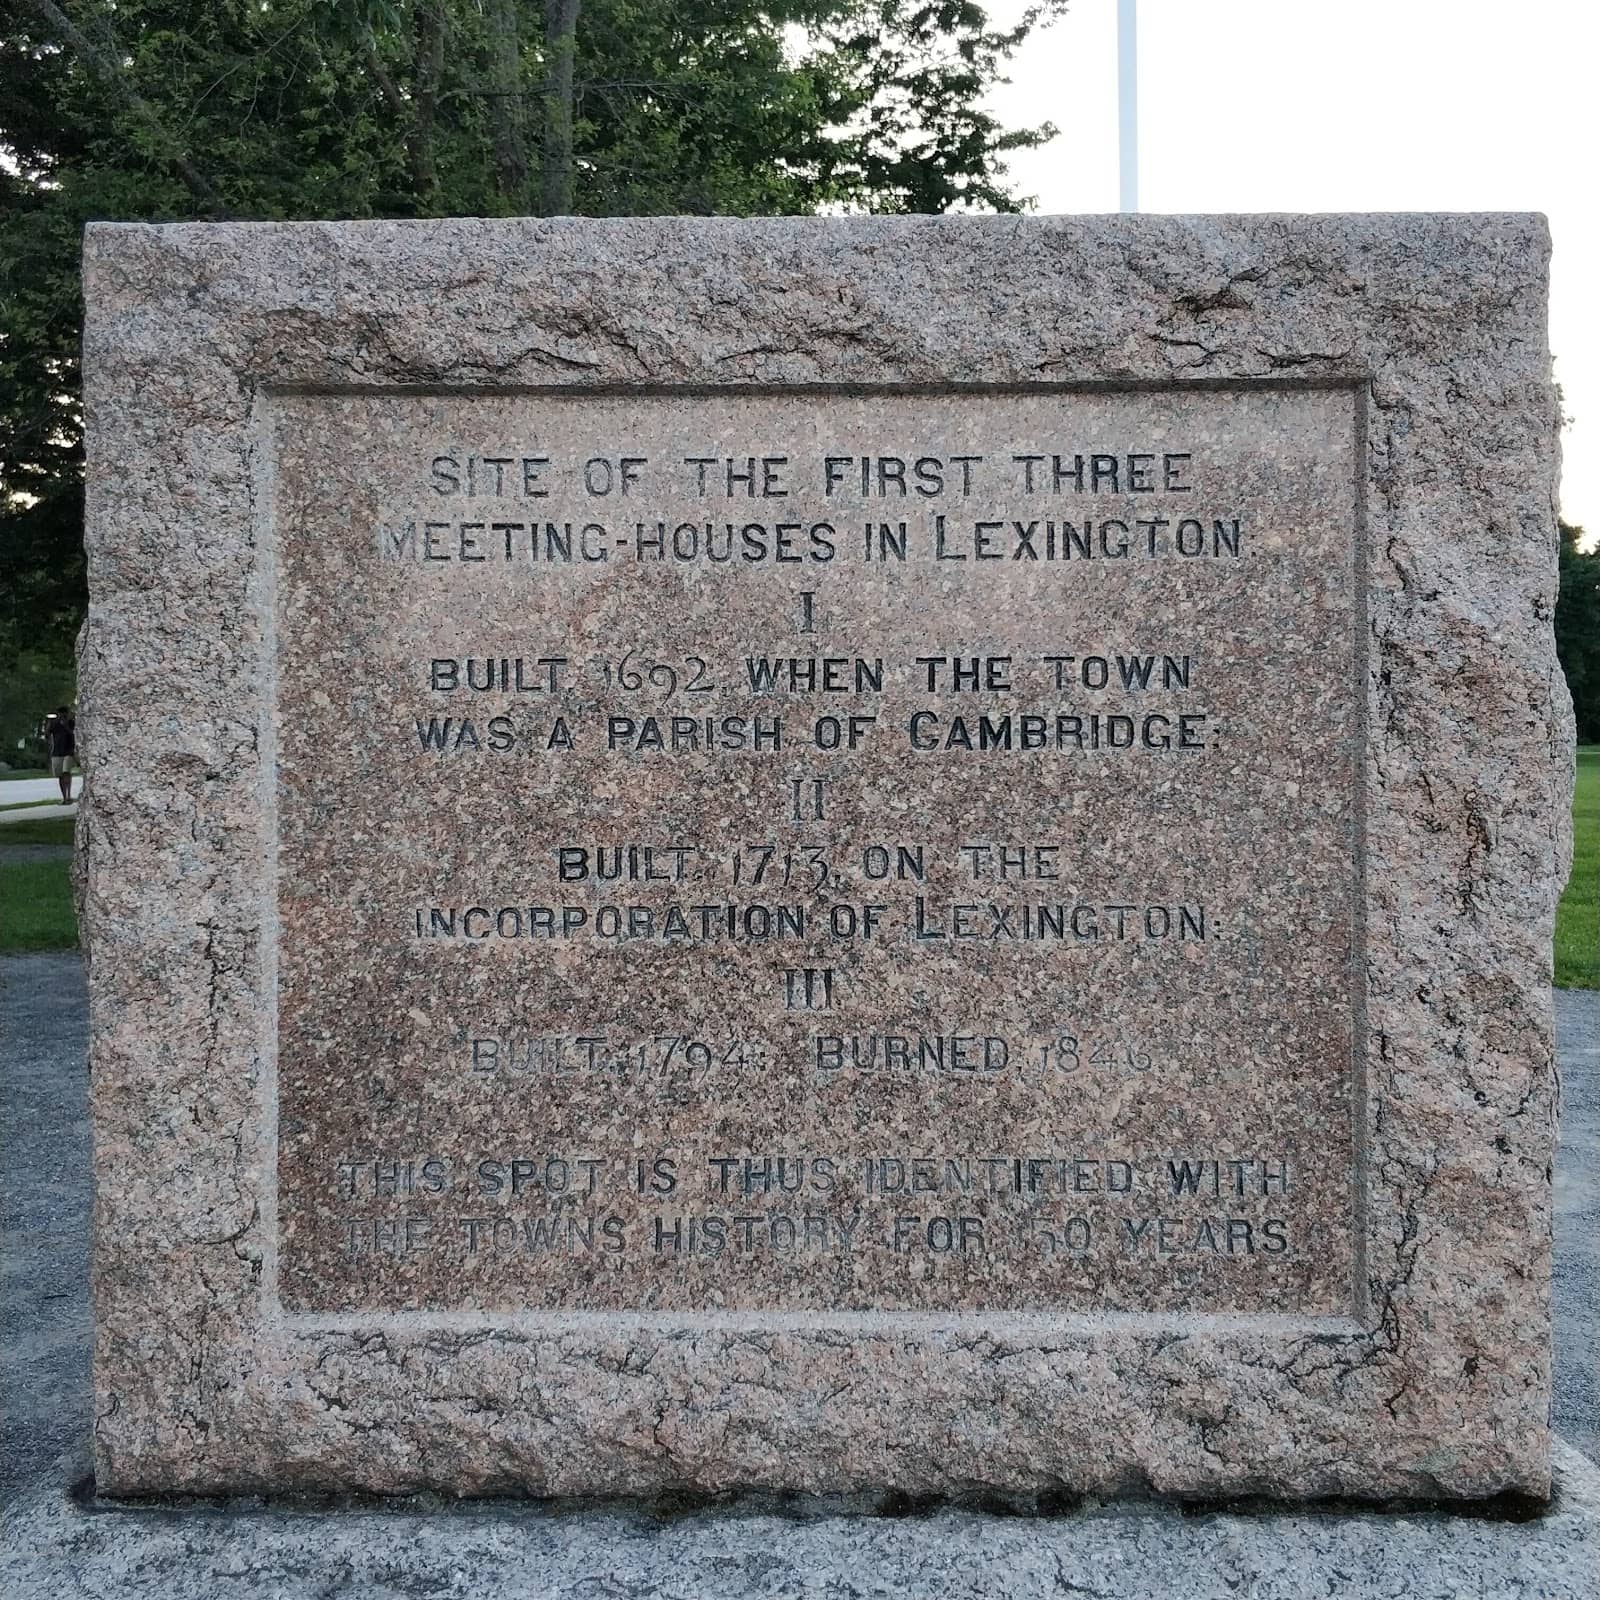 SITE OF THE FIRST THREE
MEETING-HOUSES IN LEXINGTON.
I
BUILT, 1692, WHEN THE TOWN
WAS A PARISH OF CAMBRIDGE:
II
BUILT, 1713, ON THE
INCORPORATION OF LEXINGTON:
III
BUILT, 1794: BURNED, 1846
THIS SPOT IS THUS IDENTIFIED WITH
THE TOWNS HISTORY FOR 150 YEARS.